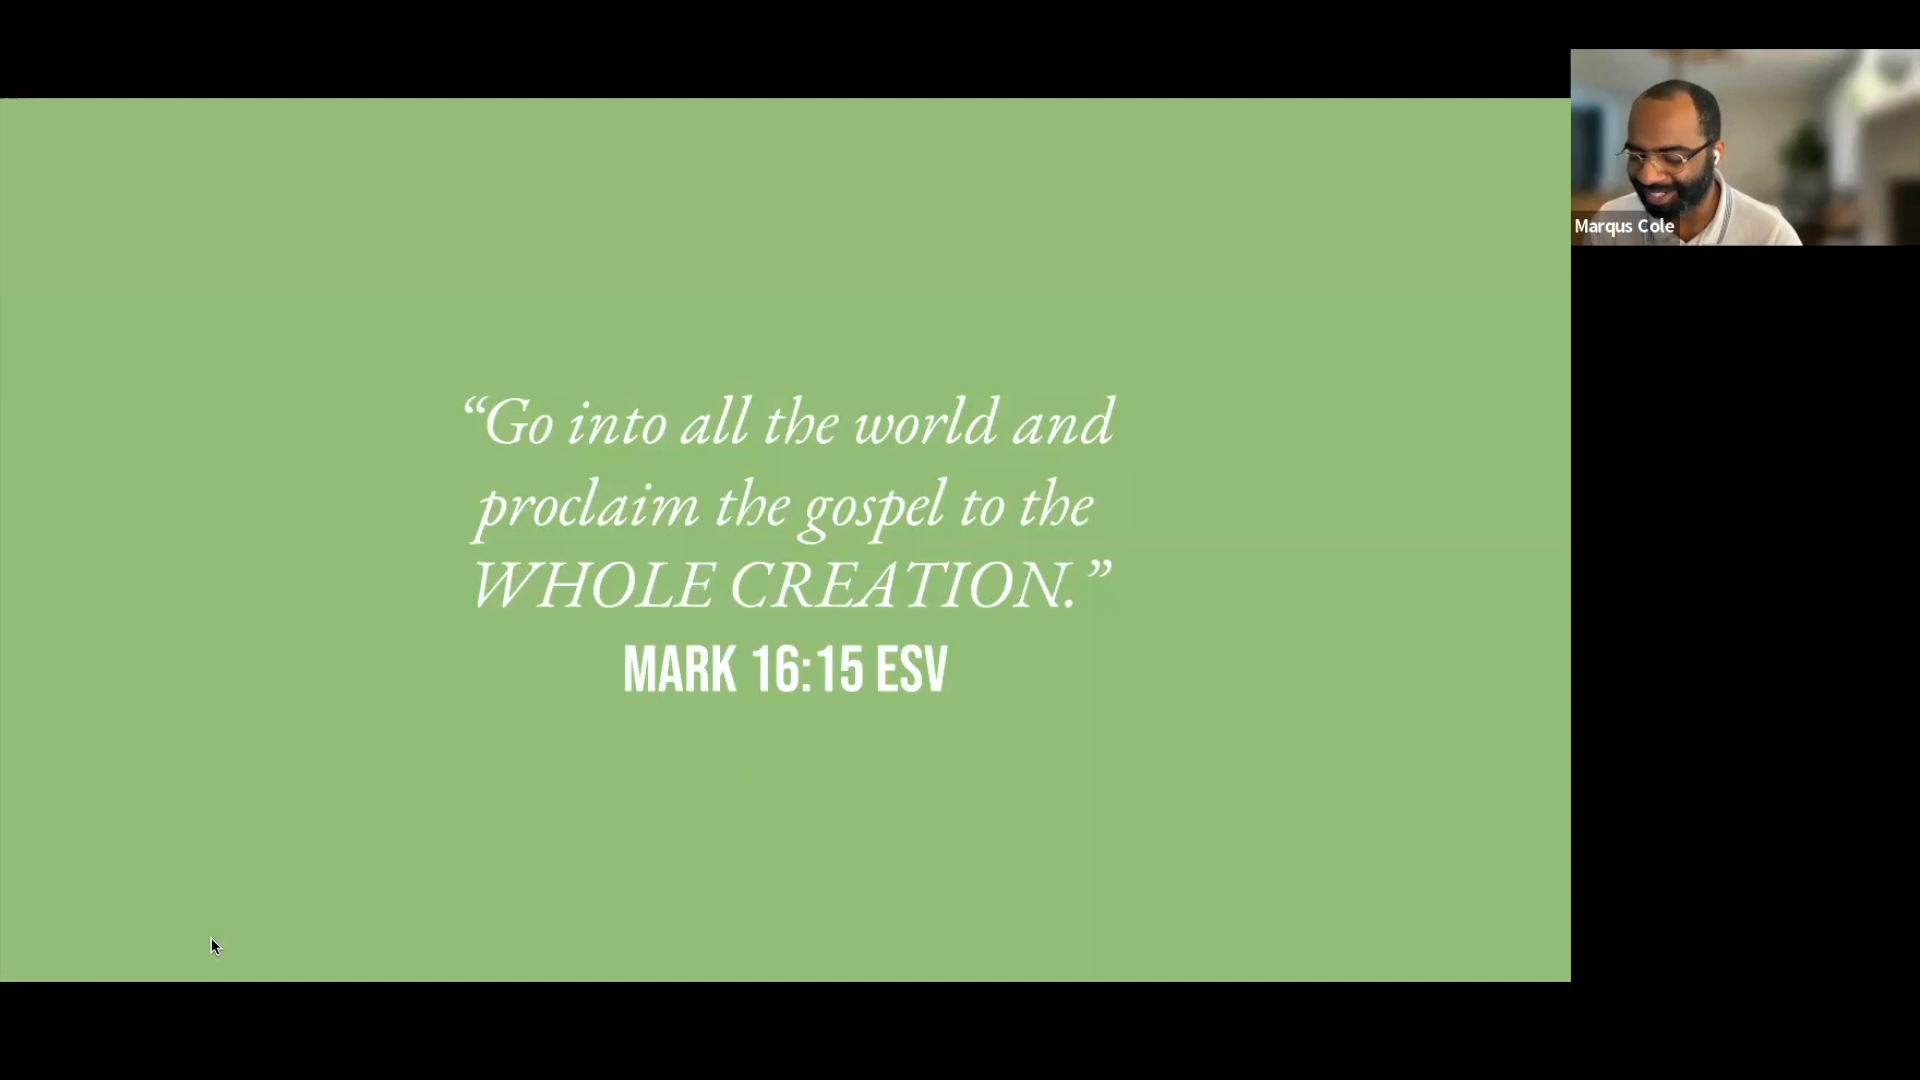 “Go into all the world and
proclaim the gospel to the
WHOLE CREATION.”
MARK 16:15 ESV
Marqus Cole